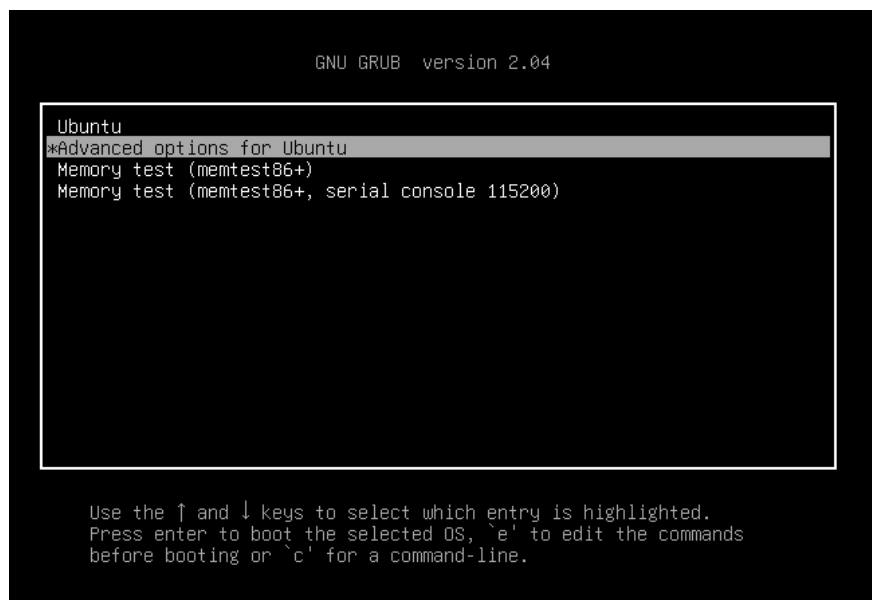 GNU GRUB  version 2.04
Ubuntu
*Advanced options for Ubuntu
Memory test (memtest86+)
Memory test (memtest86+, serial console 115200)
Use the ↑ and ↓ keys to select which entry is highlighted.
Press enter to boot the selected OS, `e' to edit the commands
before booting or `c' for a command-line.